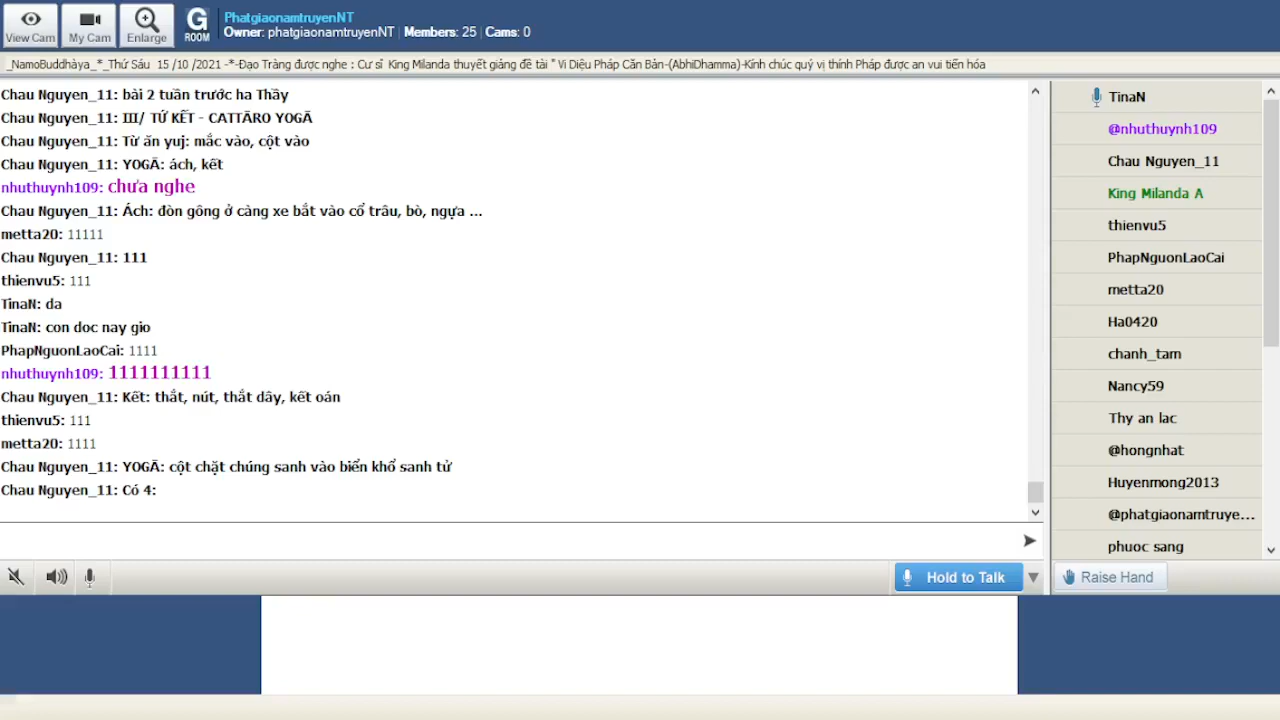 View Cam
My Cam
Enlarge
G
ROOM
PhatgiaonamtruyenNT
Owner: phatgiaonamtruyenNT | Members: 25 | Cams: 0
_NamoBuddhàya_*_Thứ Sáu 15 /10 /2021 -*-Đạo Tràng được nghe : Cư sĩ King Milanda thuyết giảng đề tài " Vi Diệu Pháp Căn Bản-(AbhiDhamma)-Kính chúc quý vị thính Pháp được an vui tiến hóa
Chau Nguyen_11: bài 2 tuần trước ha Thầy
Chau Nguyen_11: III/ TỨ KẾT - CATTĀRO YOGĀ
Chau Nguyen_11: Từ ăn yuj: mắc vào, cột vào
Chau Nguyen_11: YOGĀ: ách, kết
nhuthuynh109: chưa nghe
Chau Nguyen_11: Ách: đòn gông ở càng xe bắt vào cổ trâu, bò, ngựa ...
metta20: 11111
Chau Nguyen_11: 111
thienvu5: 111
TinaN: da
TinaN: con doc nay gio
PhapNguonLaoCai: 1111
nhuthuynh109: 1111111111
Chau Nguyen_11: Kết: thắt, nút, thắt dây, kết oán
thienvu5: 111
metta20: 1111
Chau Nguyen_11: YOGĀ: cột chặt chúng sanh vào biển khổ sanh tử
Chau Nguyen_11: Có 4:
Hold to Talk
TinaN
@nhuthuynh109
Chau Nguyen_11
King Milanda A
thienvu5
PhapNguonLaoCai
metta20
Ha0420
chanh_tam
Nancy59
Thy an lac
@hongnhat
Huyenmong2013
@phatgiaonamtruye...
phuoc sang
Raise Hand